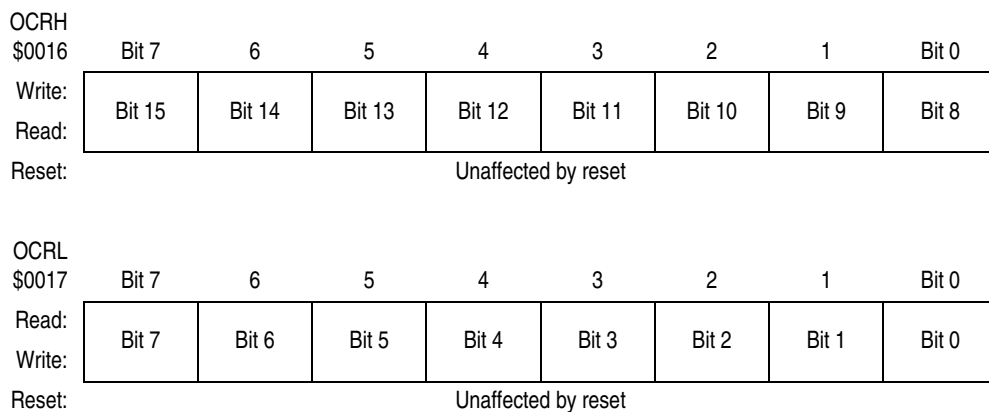 OCRH
$0016 Bit 7 6 5 4 3 2 1 Bit 0
Write:
Bit 15 Bit 14 Bit 13 Bit 12 Bit 11 Bit 10 Bit 9 Bit 8
Read:
Reset: Unaffected by reset
OCRL
$0017 Bit 7 6 5 4 3 2 1 Bit 0
Read:
Bit 7 Bit 6 Bit 5 Bit 4 Bit 3 Bit 2 Bit 1 Bit 0
Write:
Reset: Unaffected by reset